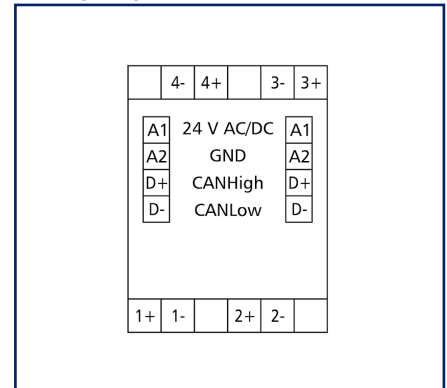 4- 4+ 3- 3+
A1 24 V AC/DC A1
A2 GND A2
D+ CANHigh D+
D- CANLow D-
1+ 1- 2+ 2-